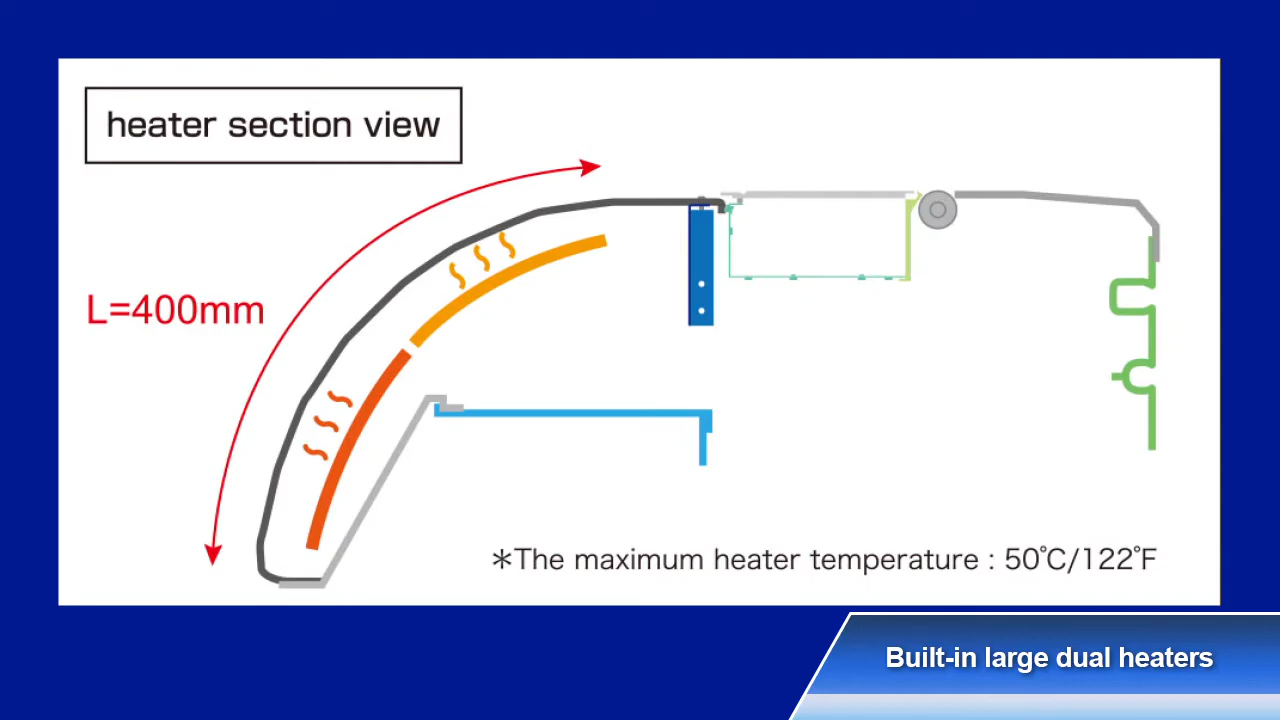 heater section view
L=400mm
＊The maximum heater temperature : 50℃/122℉
Built-in large dual heaters